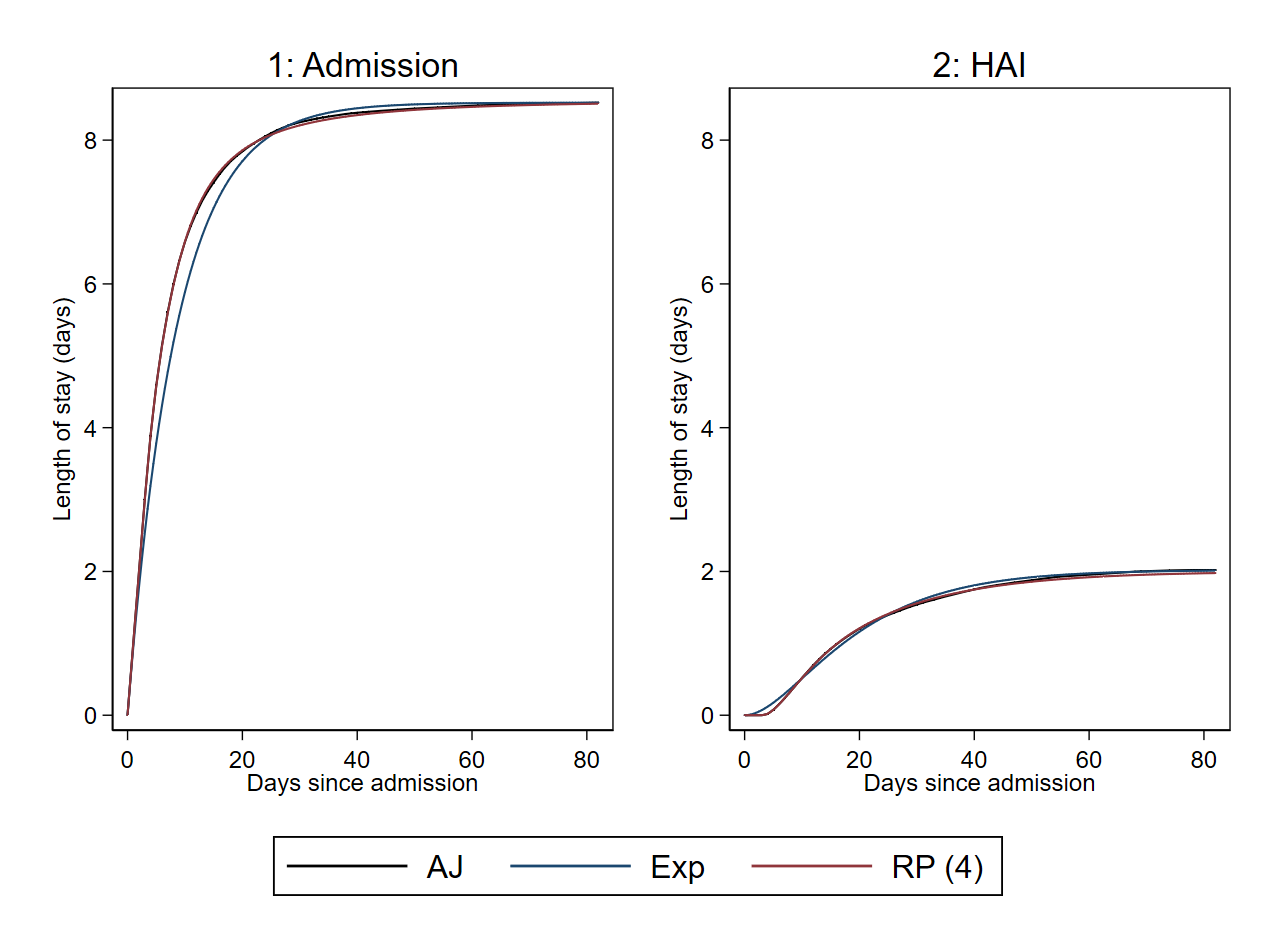 1: Admission
Length of stay (days)
8
6
4
2
0
0 20 40 60 80
Days since admission
2: HAI
Length of stay (days)
8
6
4
2
0
0 20 40 60 80
Days since admission
AJ Exp RP (4)